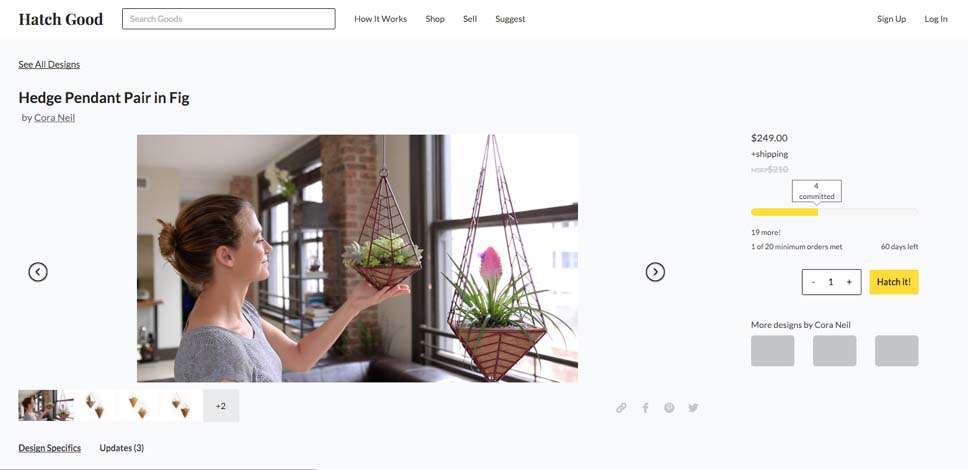 Hatch Good
Search Goods
How It Works
Shop
Sell
Suggest
Sign Up
Log In
See All Designs
Hedge Pendant Pair in Fig
by Cora Neil
$249.00
+shipping
MSRP$210
4
committed
19 more!
1 of 20 minimum orders met
60 days left
- 1 +
Hatch it!
More designs by Cora Neil
+2
Design Specifics
Updates (3)